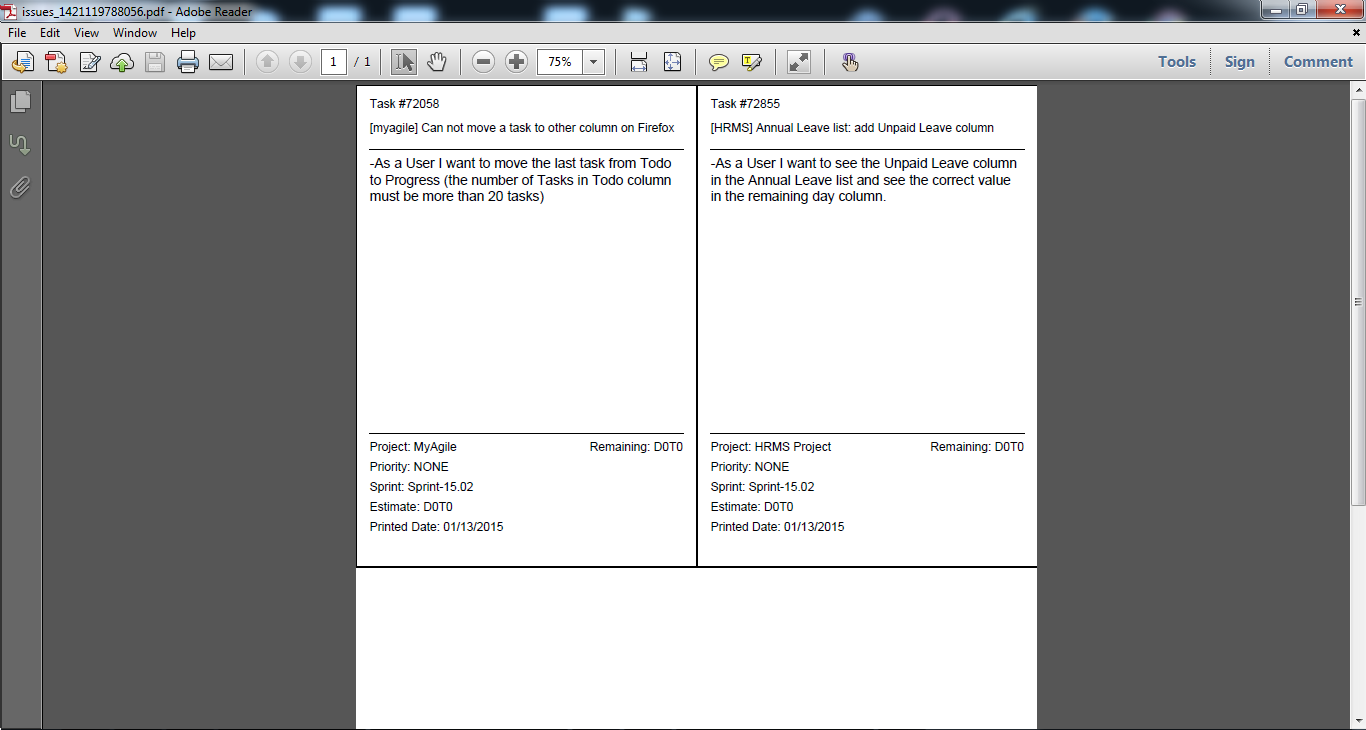 issues_1421119788056.pdf - Adobe Reader
File Edit View Window Help
1 / 1 75% Tools Sign Comment
Task #72058
[myagile] Can not move a task to other column on Firefox
-As a User I want to move the last task from Todo
to Progress (the number of Tasks in Todo column
must be more than 20 tasks)
Project: MyAgile Remaining: D0T0
Priority: NONE
Sprint: Sprint-15.02
Estimate: D0T0
Printed Date: 01/13/2015
Task #72855
[HRMS] Annual Leave list: add Unpaid Leave column
-As a User I want to see the Unpaid Leave column
in the Annual Leave list and see the correct value
in the remaining day column.
Project: HRMS Project Remaining: D0T0
Priority: NONE
Sprint: Sprint-15.02
Estimate: D0T0
Printed Date: 01/13/2015